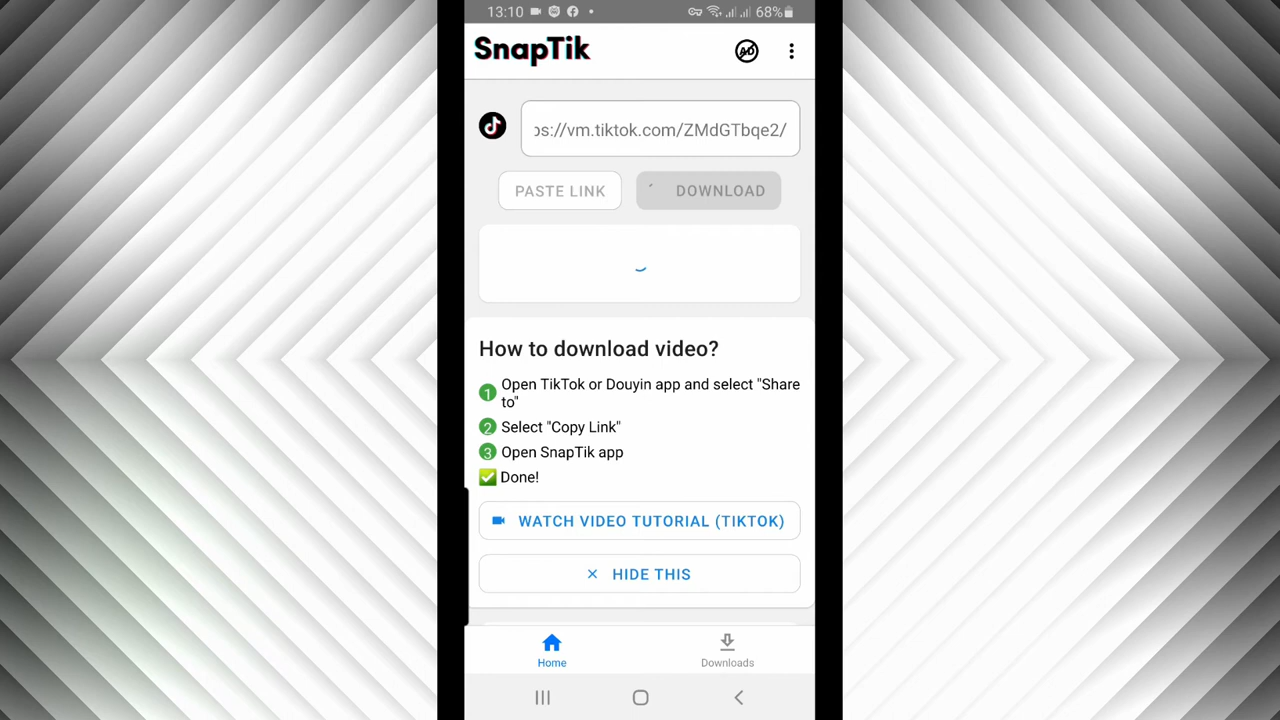 13:10 68%
SnapTik
AD
ps://vm.tiktok.com/ZMdGTbqe2/
PASTE LINK DOWNLOAD
How to download video?
1 Open TikTok or Douyin app and select "Share
to"
2 Select "Copy Link"
3 Open SnapTik app
Done!
WATCH VIDEO TUTORIAL (TIKTOK)
HIDE THIS
Home Downloads